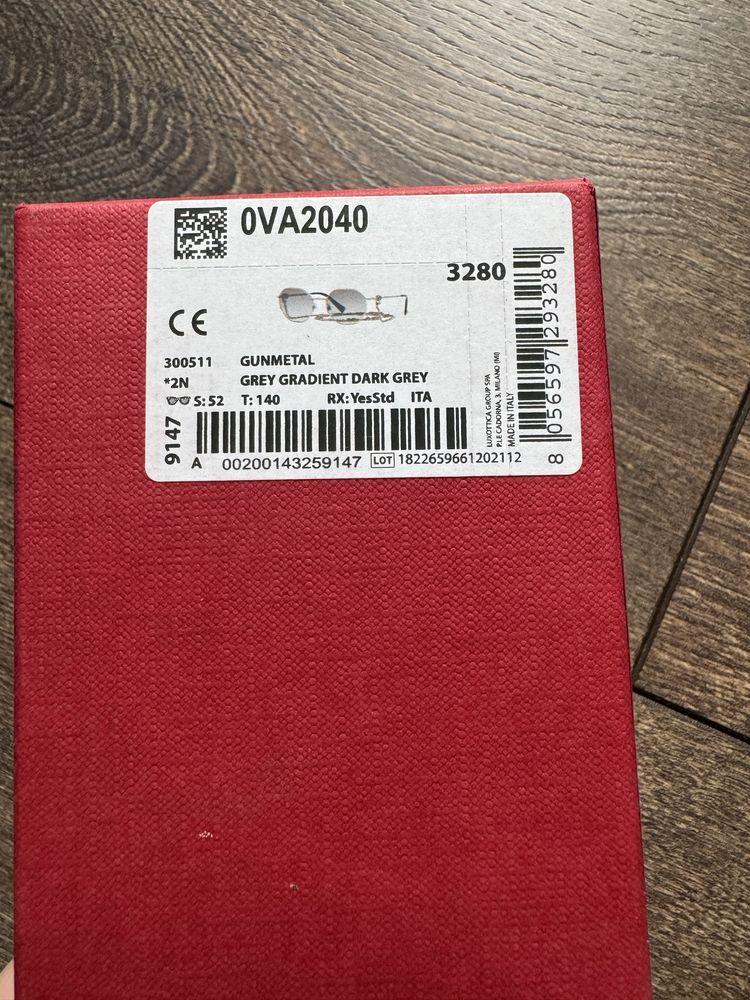 0VA2040
3280
CE
300511 GUNMETAL
*2N GREY GRADIENT DARK GREY
S: 52 T: 140 RX: YesStd ITA
9147
A 00200143259147 LOT 1822659661202112
LUXOTTICA GROUP SPA
P.LE CADORNA, 3, MILANO (MI)
MADE IN ITALY
8 056597 293280